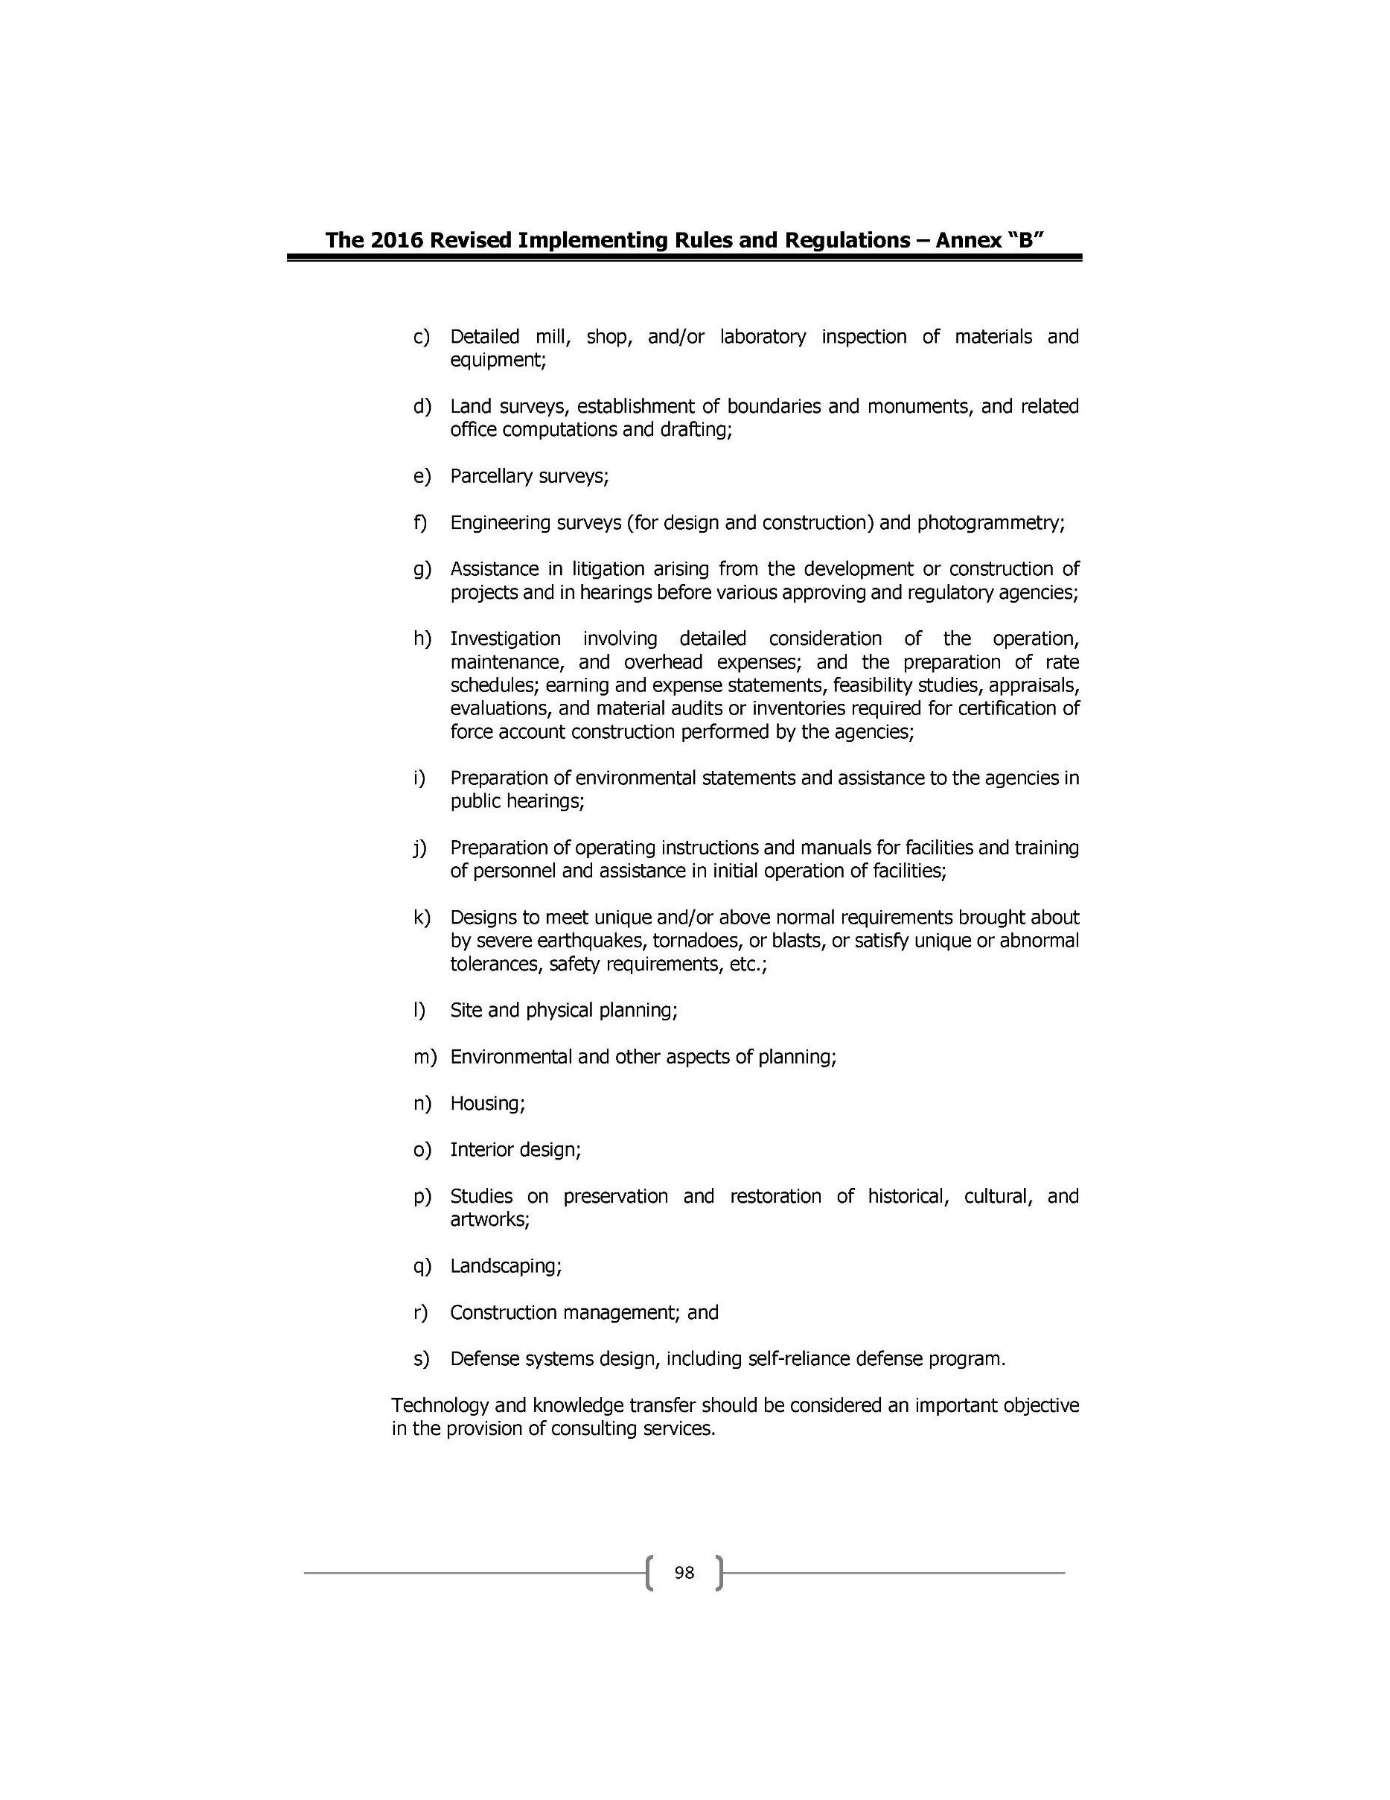 The 2016 Revised Implementing Rules and Regulations – Annex “B”
c) Detailed mill, shop, and/or laboratory inspection of materials and
equipment;
d) Land surveys, establishment of boundaries and monuments, and related
office computations and drafting;
e) Parcellary surveys;
f) Engineering surveys (for design and construction) and photogrammetry;
g) Assistance in litigation arising from the development or construction of
projects and in hearings before various approving and regulatory agencies;
h) Investigation involving detailed consideration of the operation,
maintenance, and overhead expenses; and the preparation of rate
schedules; earning and expense statements, feasibility studies, appraisals,
evaluations, and material audits or inventories required for certification of
force account construction performed by the agencies;
i) Preparation of environmental statements and assistance to the agencies in
public hearings;
j) Preparation of operating instructions and manuals for facilities and training
of personnel and assistance in initial operation of facilities;
k) Designs to meet unique and/or above normal requirements brought about
by severe earthquakes, tornadoes, or blasts, or satisfy unique or abnormal
tolerances, safety requirements, etc.;
l) Site and physical planning;
m) Environmental and other aspects of planning;
n) Housing;
o) Interior design;
p) Studies on preservation and restoration of historical, cultural, and
artworks;
q) Landscaping;
r) Construction management; and
s) Defense systems design, including self-reliance defense program.
Technology and knowledge transfer should be considered an important objective
in the provision of consulting services.
98